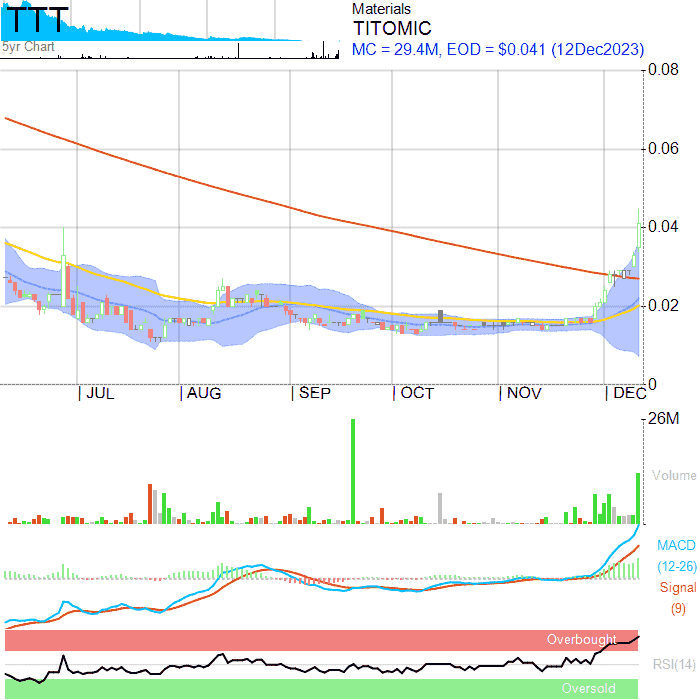 TTT
5yr Chart
Materials
TITOMIC
MC = 29.4M, EOD = $0.041 (12Dec2023)
0.08
0.06
0.04
0.02
0
JUL AUG SEP OCT NOV DEC
26M
Volume
MACD
(12-26)
Signal
(9)
Overbought
RSI(14)
Oversold